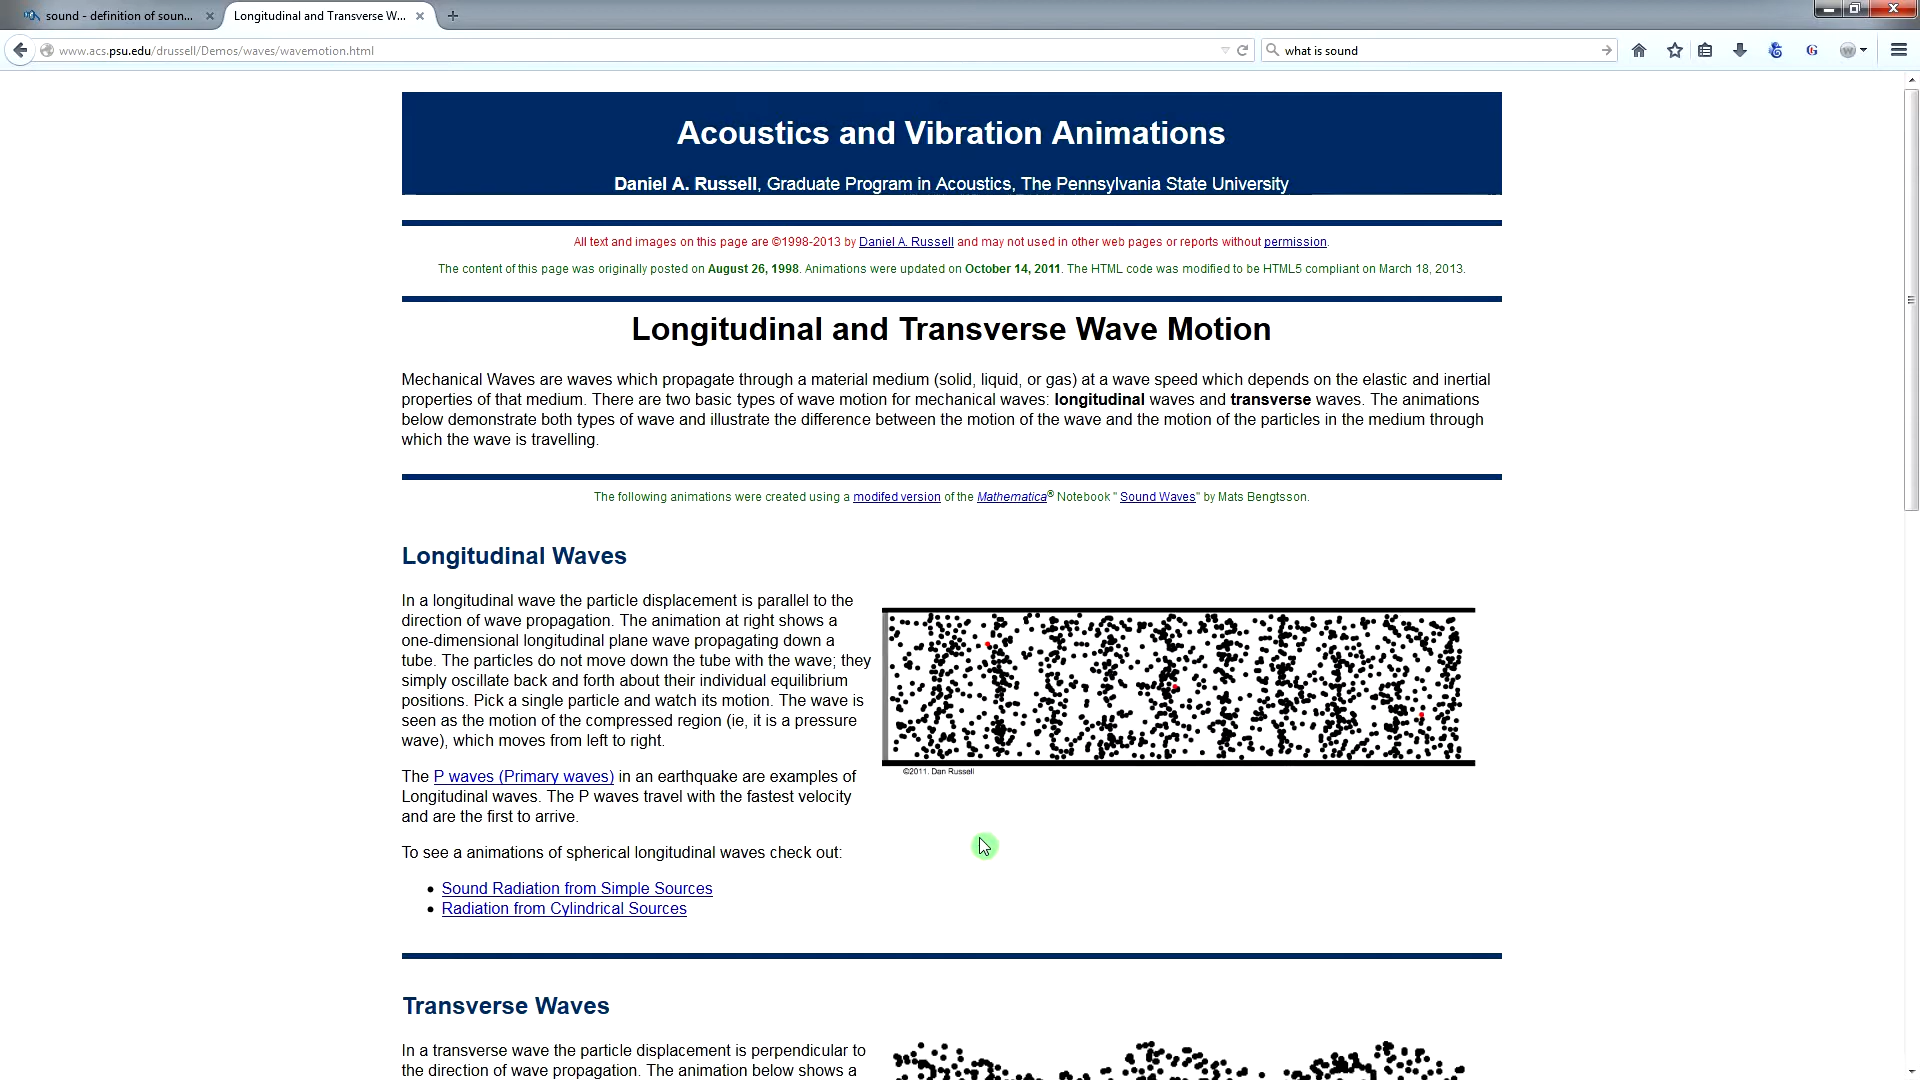 sound - definition of soun...
Longitudinal and Transverse W...
www.acs.psu.edu/drussell/Demos/waves/wavemotion.html
what is sound
Acoustics and Vibration Animations
Daniel A. Russell, Graduate Program in Acoustics, The Pennsylvania State University
All text and images on this page are ©1998-2013 by Daniel A. Russell and may not used in other web pages or reports without permission.
The content of this page was originally posted on August 26, 1998. Animations were updated on October 14, 2011. The HTML code was modified to be HTML5 compliant on March 18, 2013.
Longitudinal and Transverse Wave Motion
Mechanical Waves are waves which propagate through a material medium (solid, liquid, or gas) at a wave speed which depends on the elastic and inertial
properties of that medium. There are two basic types of wave motion for mechanical waves: longitudinal waves and transverse waves. The animations
below demonstrate both types of wave and illustrate the difference between the motion of the wave and the motion of the particles in the medium through
which the wave is travelling.
The following animations were created using a modifed version of the Mathematica® Notebook " Sound Waves" by Mats Bengtsson.
Longitudinal Waves
In a longitudinal wave the particle displacement is parallel to the
direction of wave propagation. The animation at right shows a
one-dimensional longitudinal plane wave propagating down a
tube. The particles do not move down the tube with the wave; they
simply oscillate back and forth about their individual equilibrium
positions. Pick a single particle and watch its motion. The wave is
seen as the motion of the compressed region (ie, it is a pressure
wave), which moves from left to right.
©2011. Dan Russell
The P waves (Primary waves) in an earthquake are examples of
Longitudinal waves. The P waves travel with the fastest velocity
and are the first to arrive.
To see a animations of spherical longitudinal waves check out:
• Sound Radiation from Simple Sources
• Radiation from Cylindrical Sources
Transverse Waves
In a transverse wave the particle displacement is perpendicular to
the direction of wave propagation. The animation below shows a